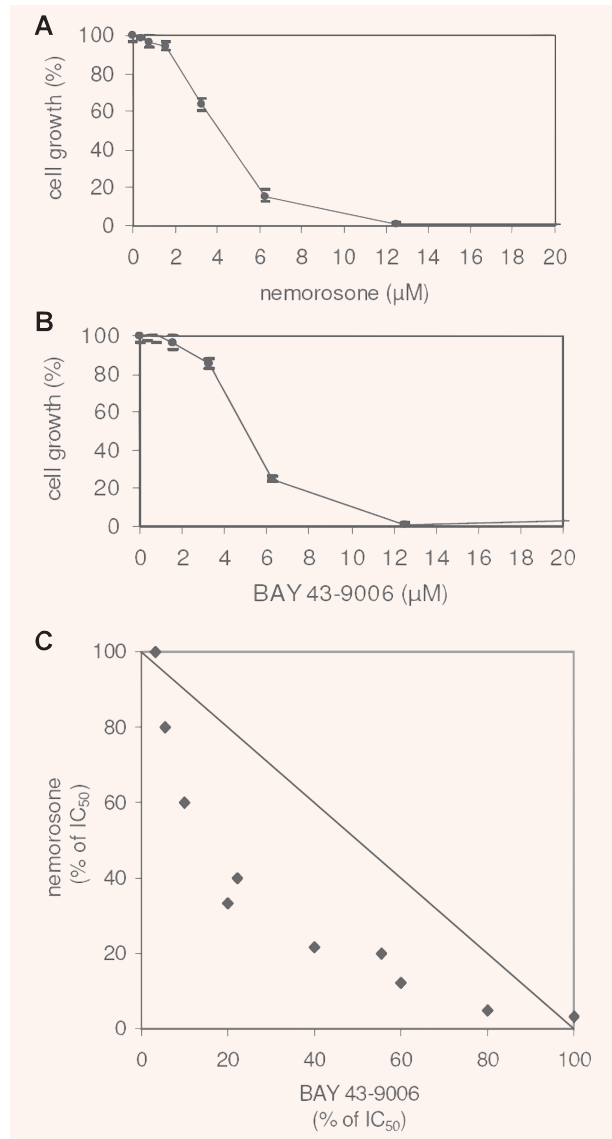 A
100
80
60
40
20
0
cell growth (%)
0 2 4 6 8 10 12 14 16 18 20
nemorosone (µM)
B
100
80
60
40
20
0
cell growth (%)
0 2 4 6 8 10 12 14 16 18 20
BAY 43-9006 (µM)
C
100
80
60
40
20
0
nemorosone
(% of IC50)
0 20 40 60 80 100
BAY 43-9006
(% of IC50)